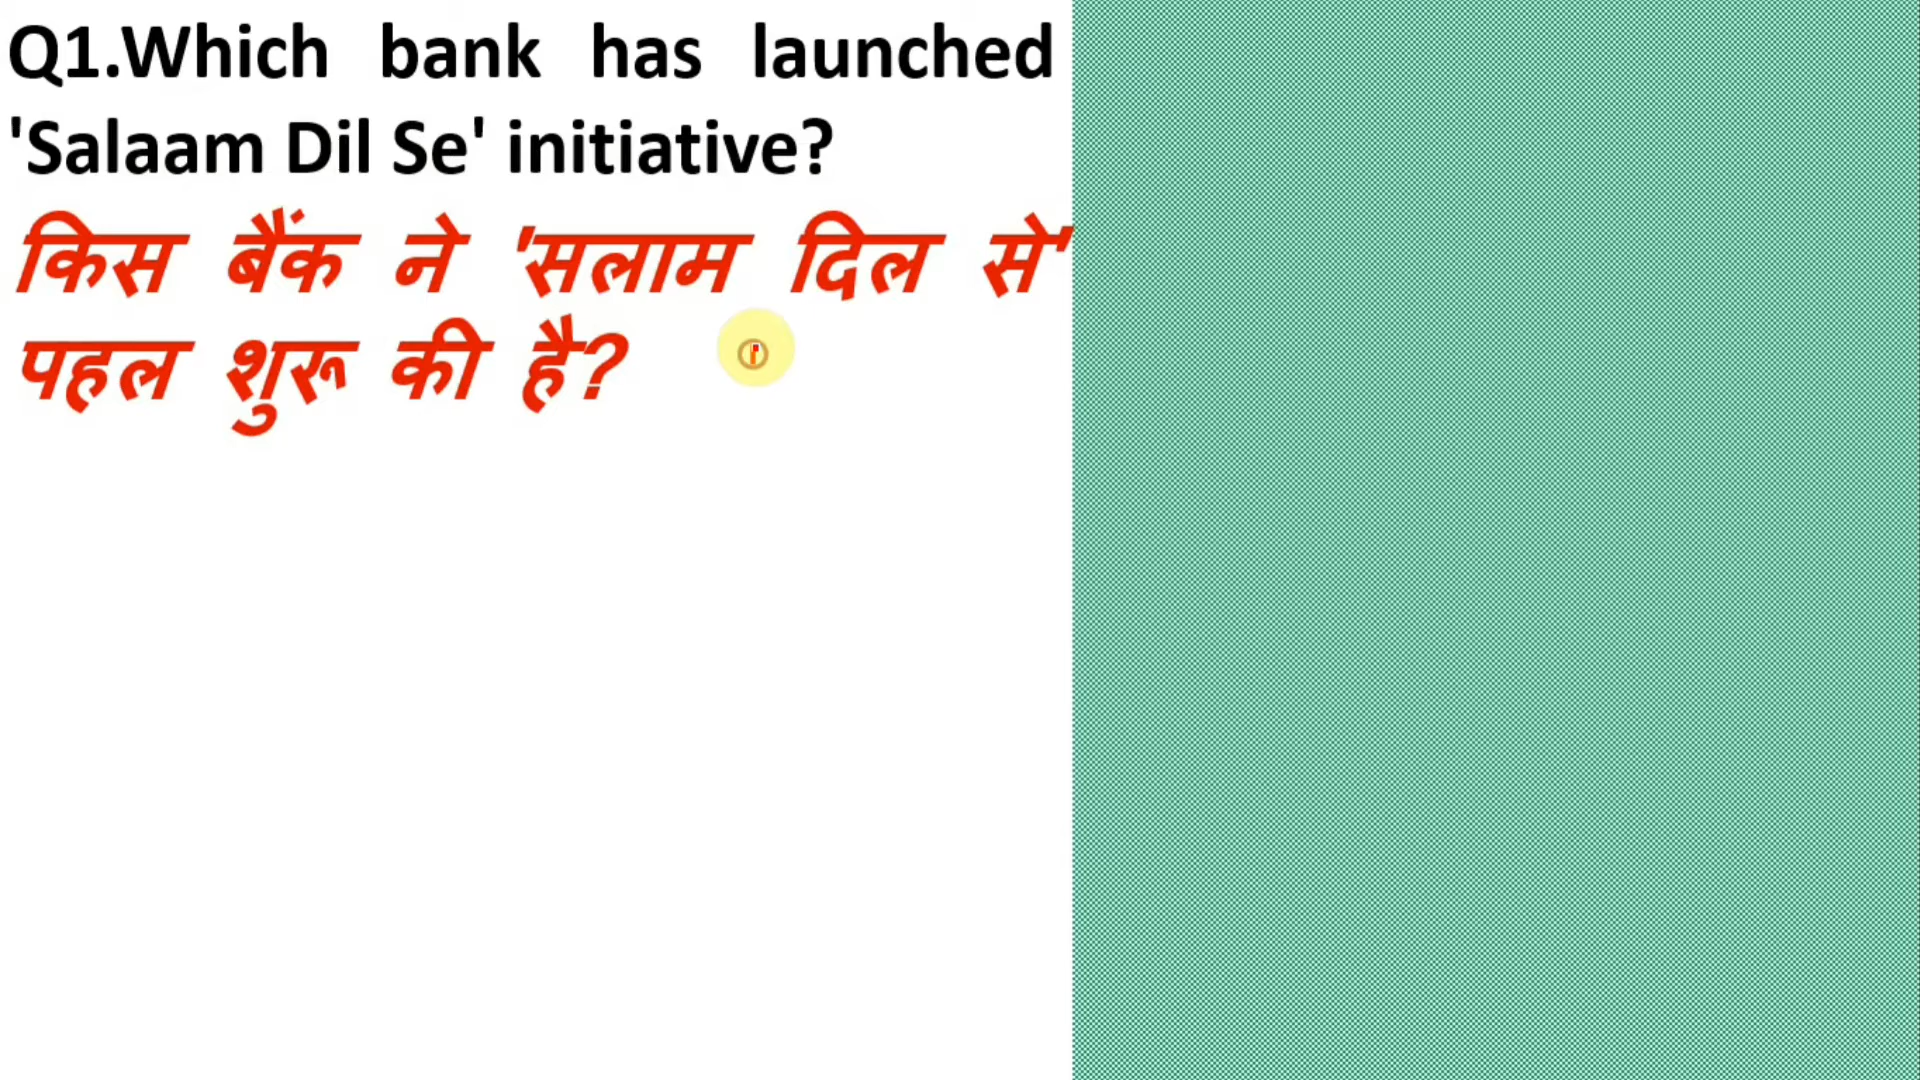 Q1.Which bank has launched
'Salaam Dil Se' initiative?
किस बैंक ने 'सलाम दिल से'
पहल शुरू की है?